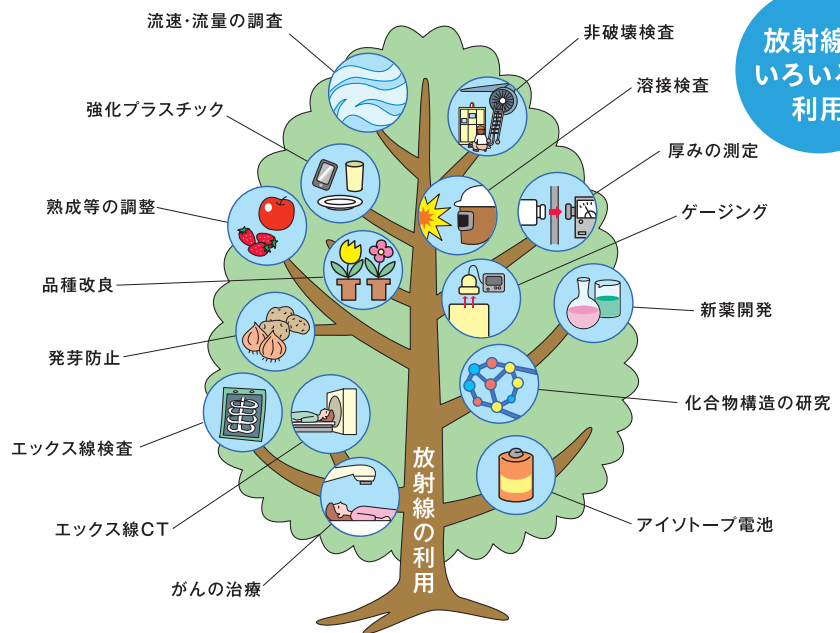 放射線
いろいろ
利用
流速･流量の調査
強化プラスチック
熟成等の調整
品種改良
発芽防止
エックス線検査
エックス線CT
がんの治療
非破壊検査
溶接検査
厚みの測定
ゲージング
新薬開発
化合物構造の研究
アイソトープ電池
放射線の利用